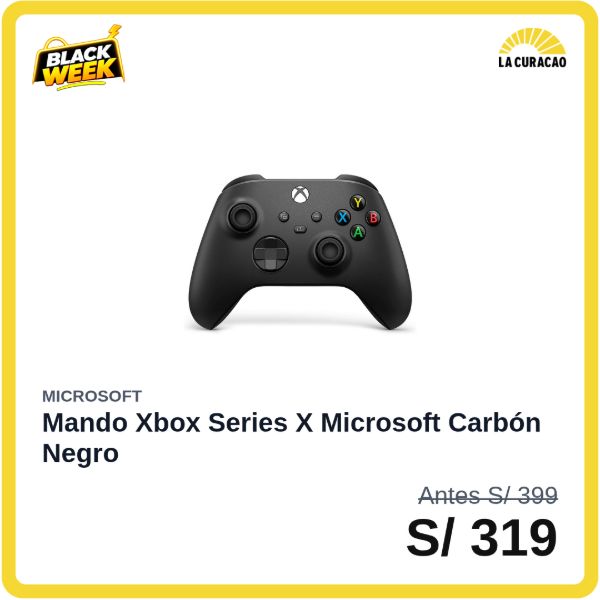 BLACK
WEEK
LA CURACAO
Y
X
B
A
MICROSOFT
Mando Xbox Series X Microsoft Carbón
Negro
Antes S/ 399
S/ 319